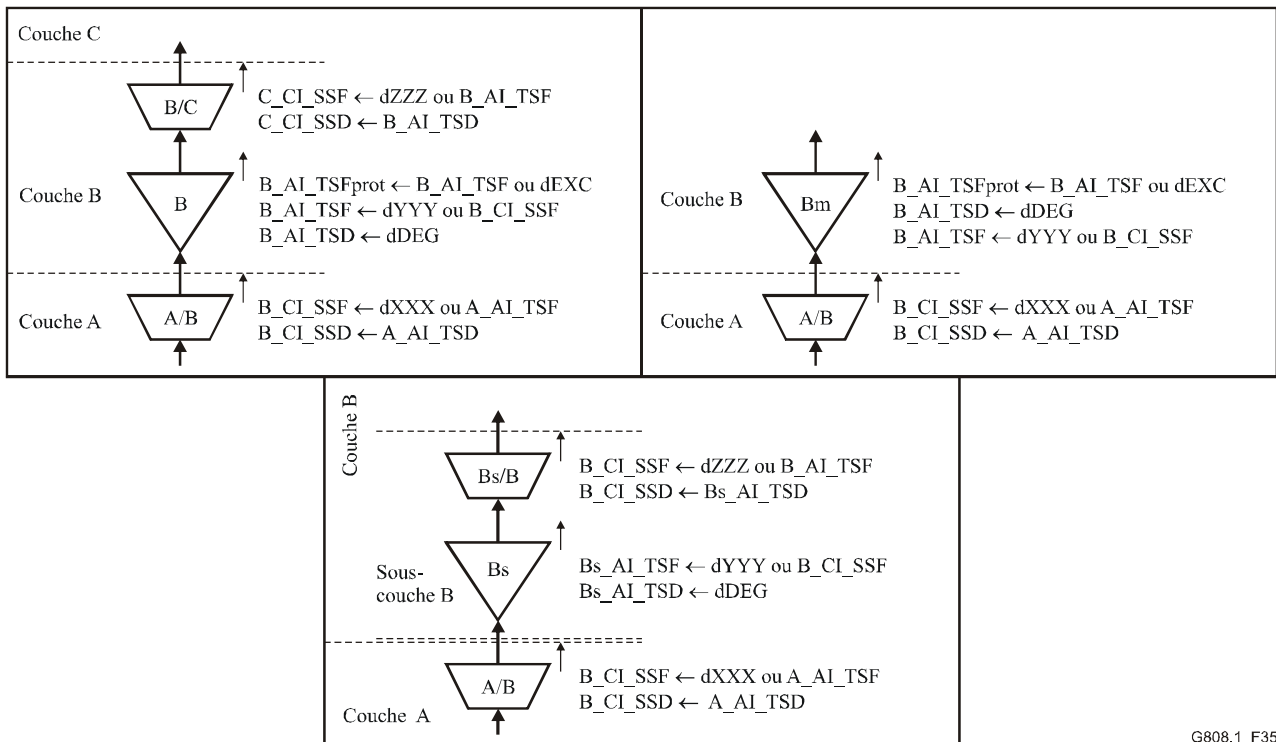 Couche C
B/C
C_CI_SSF ← dZZZ ou B_AI_TSF
C_CI_SSD ← B_AI_TSD
Couche B
B
B_AI_TSFprot ← B_AI_TSF ou dEXC
B_AI_TSF ← dYYY ou B_CI_SSF
B_AI_TSD ← dDEG
Couche A
A/B
B_CI_SSF ← dXXX ou A_AI_TSF
B_CI_SSD ← A_AI_TSD
Couche B
Bm
B_AI_TSFprot ← B_AI_TSF ou dEXC
B_AI_TSD ← dDEG
B_AI_TSF ← dYYY ou B_CI_SSF
Couche A
A/B
B_CI_SSF ← dXXX ou A_AI_TSF
B_CI_SSD ← A_AI_TSD
Couche B
Bs/B
B_CI_SSF ← dZZZ ou B_AI_TSF
B_CI_SSD ← Bs_AI_TSD
Sous-
couche B
Bs
Bs_AI_TSF ← dYYY ou B_CI_SSF
Bs_AI_TSD ← dDEG
Couche A
A/B
B_CI_SSF ← dXXX ou A_AI_TSF
B_CI_SSD ← A_AI_TSD
G808.1_F35